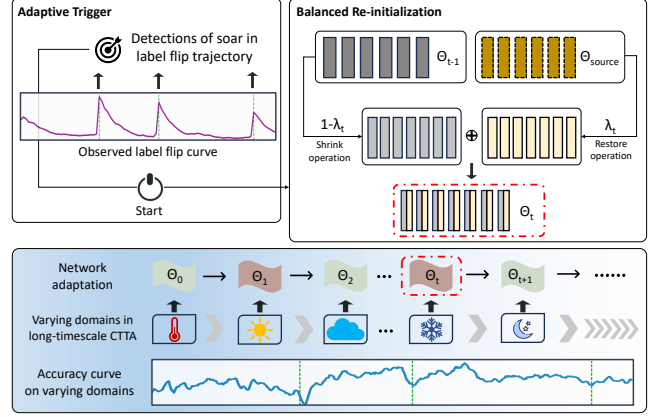 Adaptive Trigger
Detections of soar in
label flip trajectory
Observed label flip curve
Start
Balanced Re-initialization
Θt-1
Θsource
1-λt
Shrink
operation
⊕
λt
Restore
operation
Θt
Network
adaptation
Θ0
Θ1
Θ2
...
Θt
Θt+1
......
Varying domains in
long-timescale CTTA
...
Accuracy curve
on varying domains